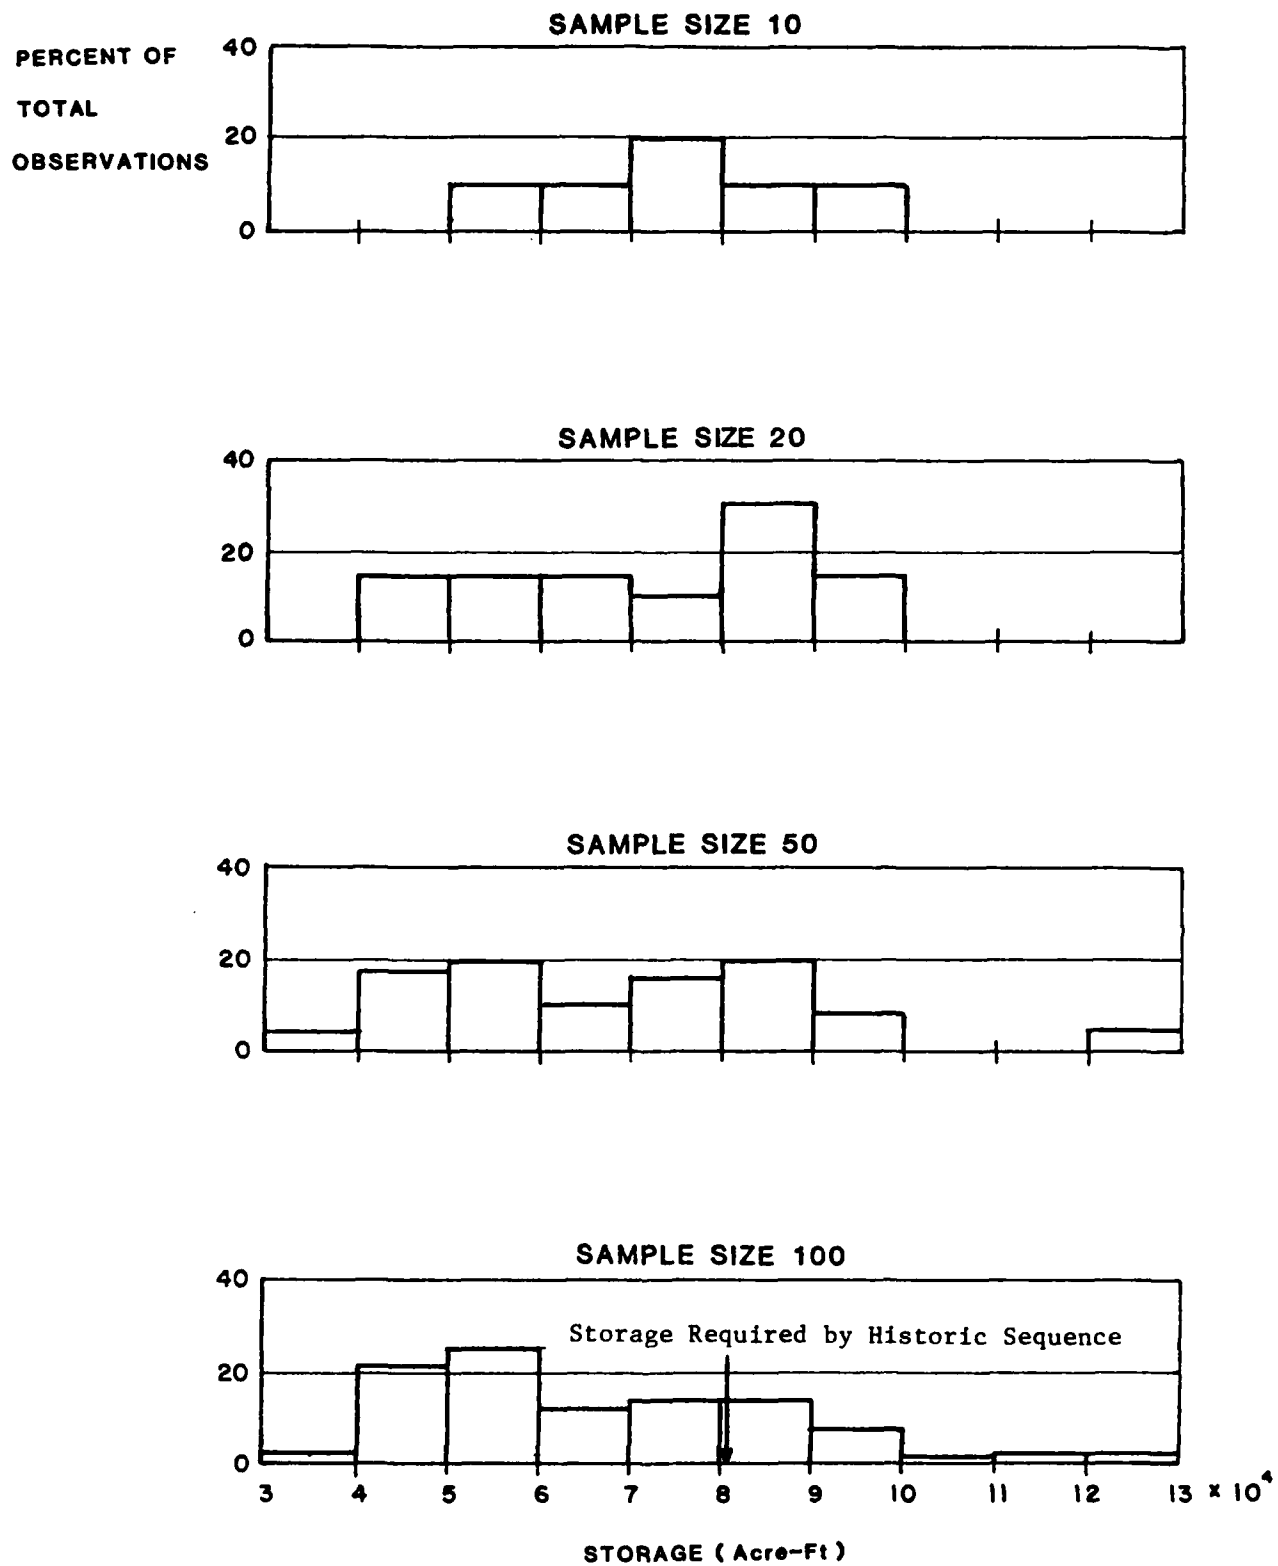 SAMPLE SIZE 10
PERCENT OF
TOTAL
OBSERVATIONS
40
20
0
SAMPLE SIZE 20
40
20
0
SAMPLE SIZE 50
40
20
0
SAMPLE SIZE 100
40
Storage Required by Historic Sequence
20
0
3 4 5 6 7 8 9 10 11 12 13 × 10⁴
STORAGE (Acre-Ft)